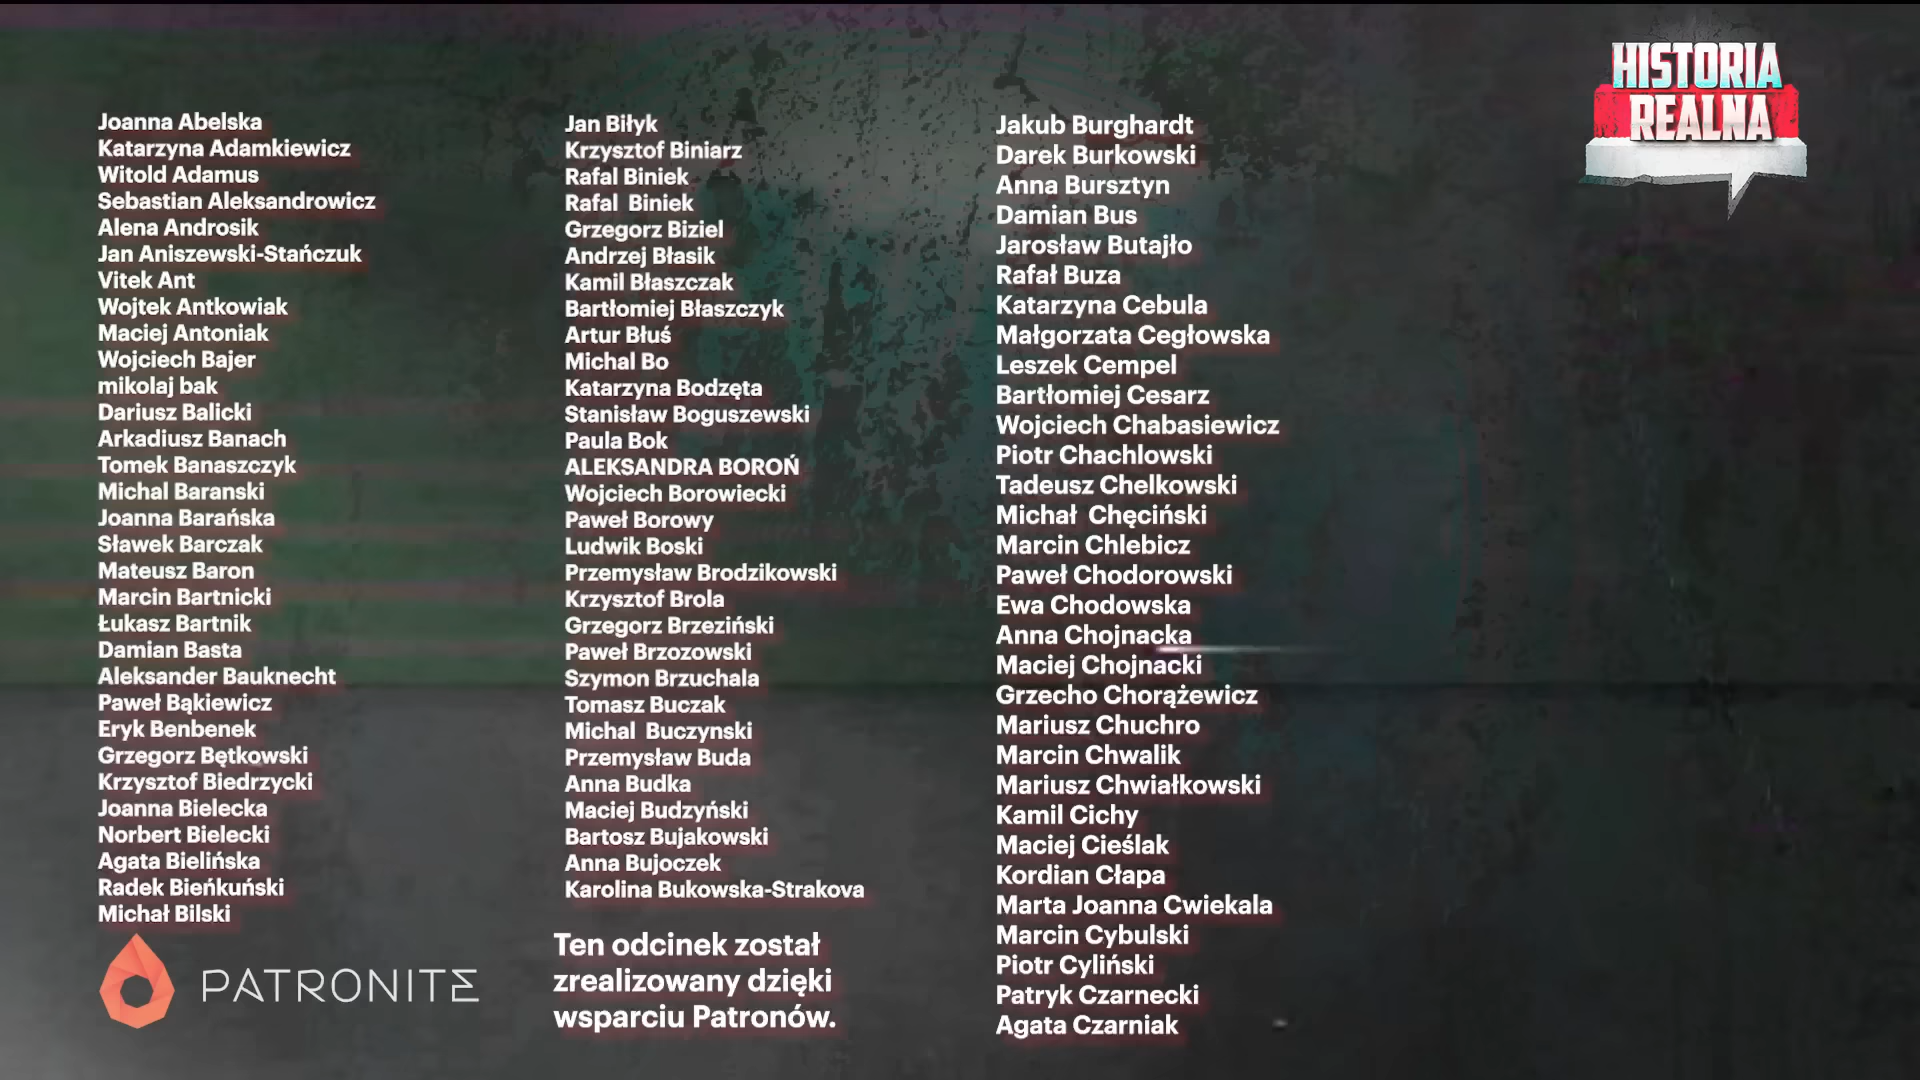 HISTORIA
REALNA
Joanna Abelska
Katarzyna Adamkiewicz
Witold Adamus
Sebastian Aleksandrowicz
Alena Androsik
Jan Aniszewski-Stańczuk
Vitek Ant
Wojtek Antkowiak
Maciej Antoniak
Wojciech Bajer
mikolaj bak
Dariusz Balicki
Arkadiusz Banach
Tomek Banaszczyk
Michal Baranski
Joanna Barańska
Sławek Barczak
Mateusz Baron
Marcin Bartnicki
Łukasz Bartnik
Damian Basta
Aleksander Bauknecht
Paweł Bąkiewicz
Eryk Benbenek
Grzegorz Bętkowski
Krzysztof Biedrzycki
Joanna Bielecka
Norbert Bielecki
Agata Bielińska
Radek Bieńkuński
Michał Bilski
Jan Biłyk
Krzysztof Biniarz
Rafal Biniek
Rafal  Biniek
Grzegorz Biziel
Andrzej Błasik
Kamil Błaszczak
Bartłomiej Błaszczyk
Artur Błuś
Michal Bo
Katarzyna Bodzęta
Stanisław Boguszewski
Paula Bok
ALEKSANDRA BOROŃ
Wojciech Borowiecki
Paweł Borowy
Ludwik Boski
Przemysław Brodzikowski
Krzysztof Brola
Grzegorz Brzeziński
Paweł Brzozowski
Szymon Brzuchala
Tomasz Buczak
Michal  Buczynski
Przemysław Buda
Anna Budka
Maciej Budzyński
Bartosz Bujakowski
Anna Bujoczek
Karolina Bukowska-Strakova
Jakub Burghardt
Darek Burkowski
Anna Bursztyn
Damian Bus
Jarosław Butajło
Rafał Buza
Katarzyna Cebula
Małgorzata Cegłowska
Leszek Cempel
Bartłomiej Cesarz
Wojciech Chabasiewicz
Piotr Chachlowski
Tadeusz Chelkowski
Michał  Chęciński
Marcin Chlebicz
Paweł Chodorowski
Ewa Chodowska
Anna Chojnacka
Maciej Chojnacki
Grzecho Chorążewicz
Mariusz Chuchro
Marcin Chwalik
Mariusz Chwiałkowski
Kamil Cichy
Maciej Cieślak
Kordian Cłapa
Marta Joanna Cwiekala
Marcin Cybulski
Piotr Cyliński
Patryk Czarnecki
Agata Czarniak
PATRONITE
Ten odcinek został
zrealizowany dzięki
wsparciu Patronów.